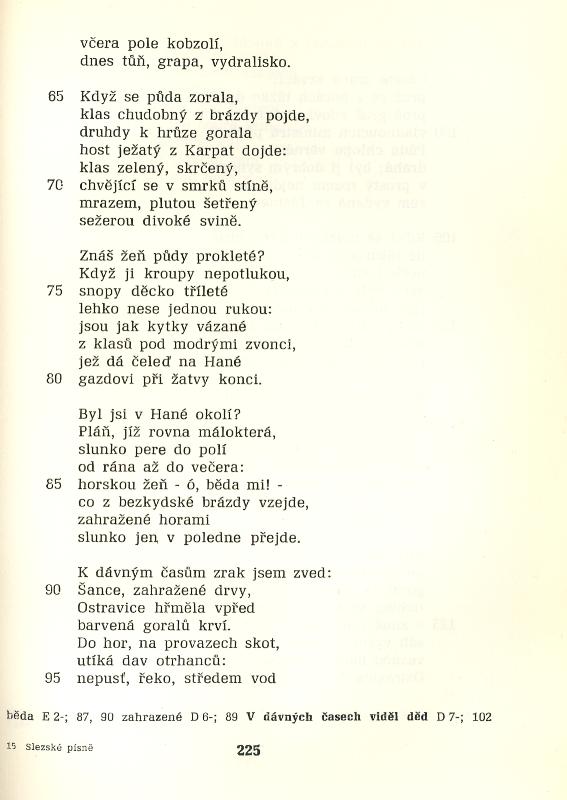 včera pole kobzolí,
dnes tůň, grapa, vydralisko.
65 Když se půda zorala,
klas chudobný z brázdy pojde,
druhdy k hrůze gorala
host ježatý z Karpat dojde:
klas zelený, skrčený,
70 chvějící se v smrků stíně,
mrazem, plutou šetřený
sežerou divoké svině.
Znáš žeň půdy prokleté?
Když ji kroupy nepotlukou,
75 snopy děcko tříleté
lehko nese jednou rukou:
jsou jak kytky vázané
z klasů pod modrými zvonci,
jež dá čeleď na Hané
80 gazdovi při žatvy konci.
Byl jsi v Hané okolí?
Pláň, jíž rovna málokterá,
slunko pere do polí
od rána až do večera:
85 horskou žeň - ó, běda mi! -
co z bezkydské brázdy vzejde,
zahražené horami
slunko jen v poledne přejde.
K dávným časům zrak jsem zved:
90 Šance, zahražené drvy,
Ostravice hřměla vpřed
barvená goralů krví.
Do hor, na provazech skot,
utíká dav otrhanců:
95 nepusť, řeko, středem vod
běda E 2-; 87, 90 zahrazené D 6-; 89 V dávných časech viděl děd D 7-; 102
15 Slezské písně
225